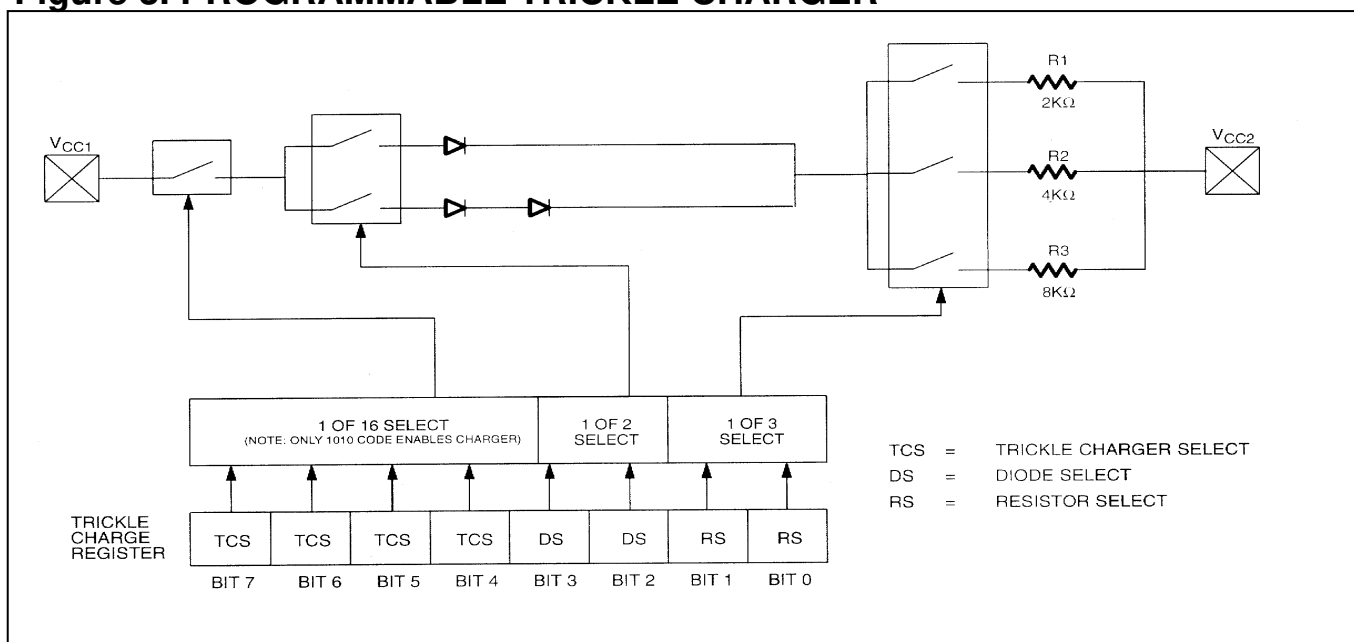 Figure 5. PROGRAMMABLE TRICKLE CHARGER
VCC1
R1
2KΩ
R2
4KΩ
R3
8KΩ
VCC2
1 OF 16 SELECT
(NOTE: ONLY 1010 CODE ENABLES CHARGER)
1 OF 2
SELECT
1 OF 3
SELECT
TCS = TRICKLE CHARGER SELECT
DS = DIODE SELECT
RS = RESISTOR SELECT
TRICKLE
CHARGE
REGISTER
TCS TCS TCS TCS DS DS RS RS
BIT 7 BIT 6 BIT 5 BIT 4 BIT 3 BIT 2 BIT 1 BIT 0